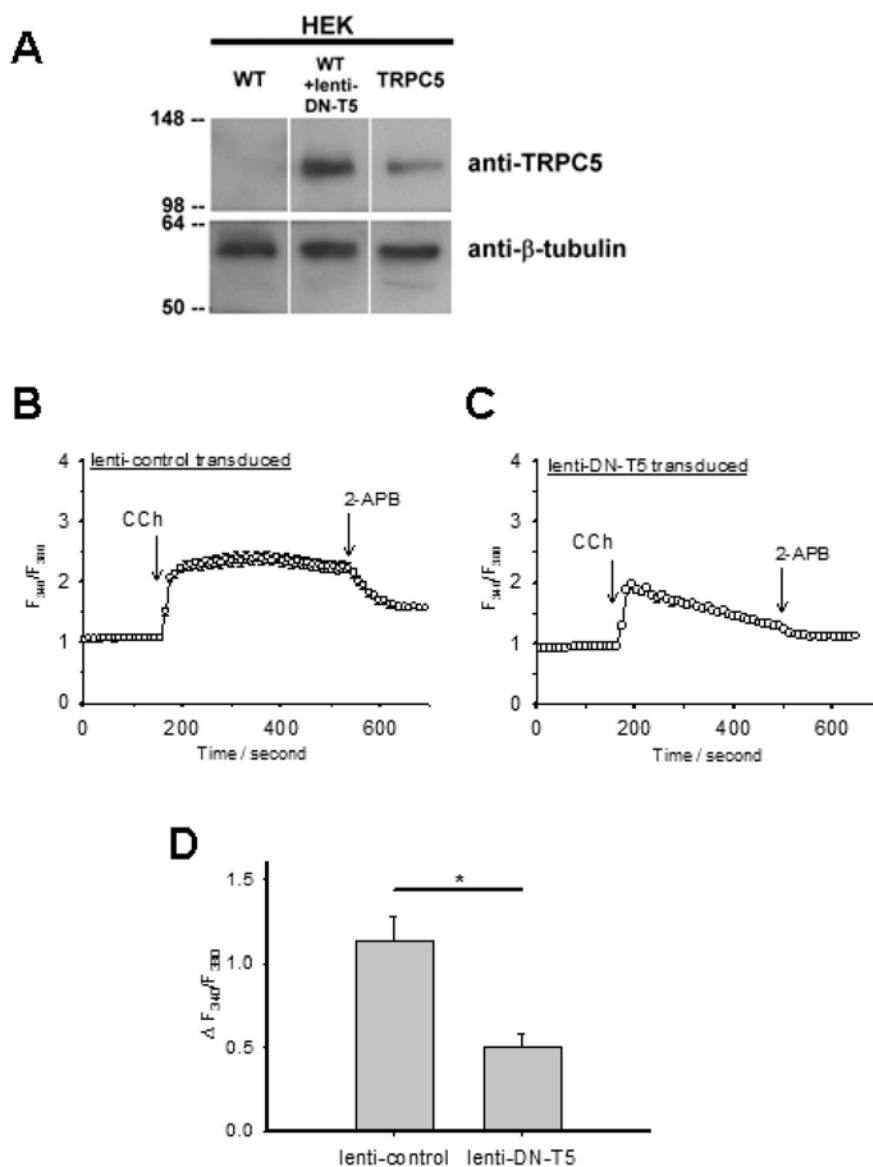 A
HEK
WT
WT
+lenti-
DN-T5
TRPC5
148 --
anti-TRPC5
98 --
64 --
anti-β-tubulin
50 --
B
lenti-control transduced
F340/F380
4
3
2
1
0
CCh
2-APB
0 200 400 600
Time / second
C
lenti-DN-T5 transduced
F340/F380
4
3
2
1
0
CCh
2-APB
0 200 400 600
Time / second
D
Δ F340/F380
1.5
1.0
0.5
0.0
*
lenti-control lenti-DN-T5